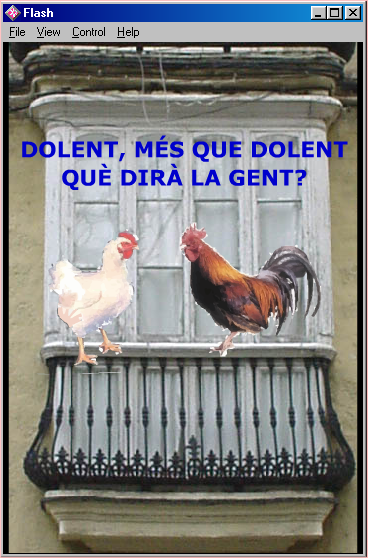 Flash
File View Control Help
DOLENT, MÉS QUE DOLENT
QUÈ DIRÀ LA GENT?